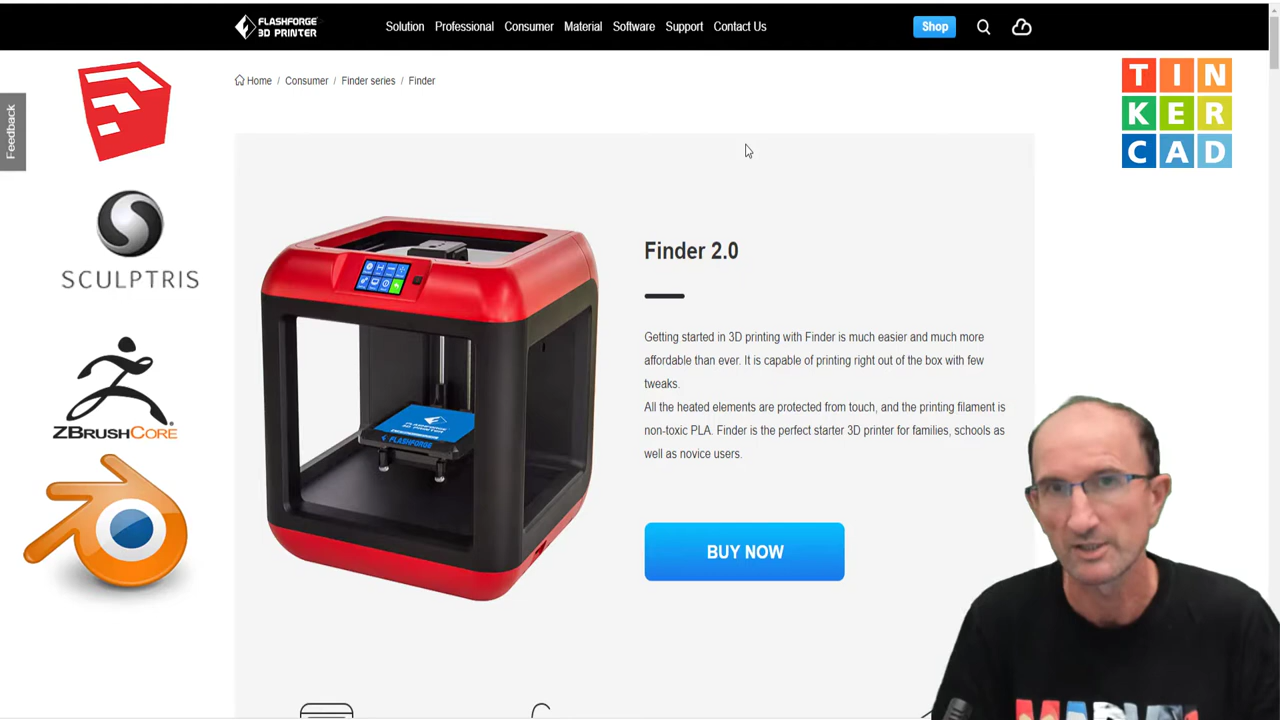 FLASHFORGE
3D PRINTER
Solution Professional Consumer Material Software Support Contact Us
Shop
Home / Consumer / Finder series / Finder
Feedback
TIN
KER
CAD
SCULPTRIS
ZBRUSHCORE
Finder 2.0
Getting started in 3D printing with Finder is much easier and much more
affordable than ever. It is capable of printing right out of the box with few
tweaks.
All the heated elements are protected from touch, and the printing filament is
non-toxic PLA. Finder is the perfect starter 3D printer for families, schools as
well as novice users.
BUY NOW
FLASHFORGE